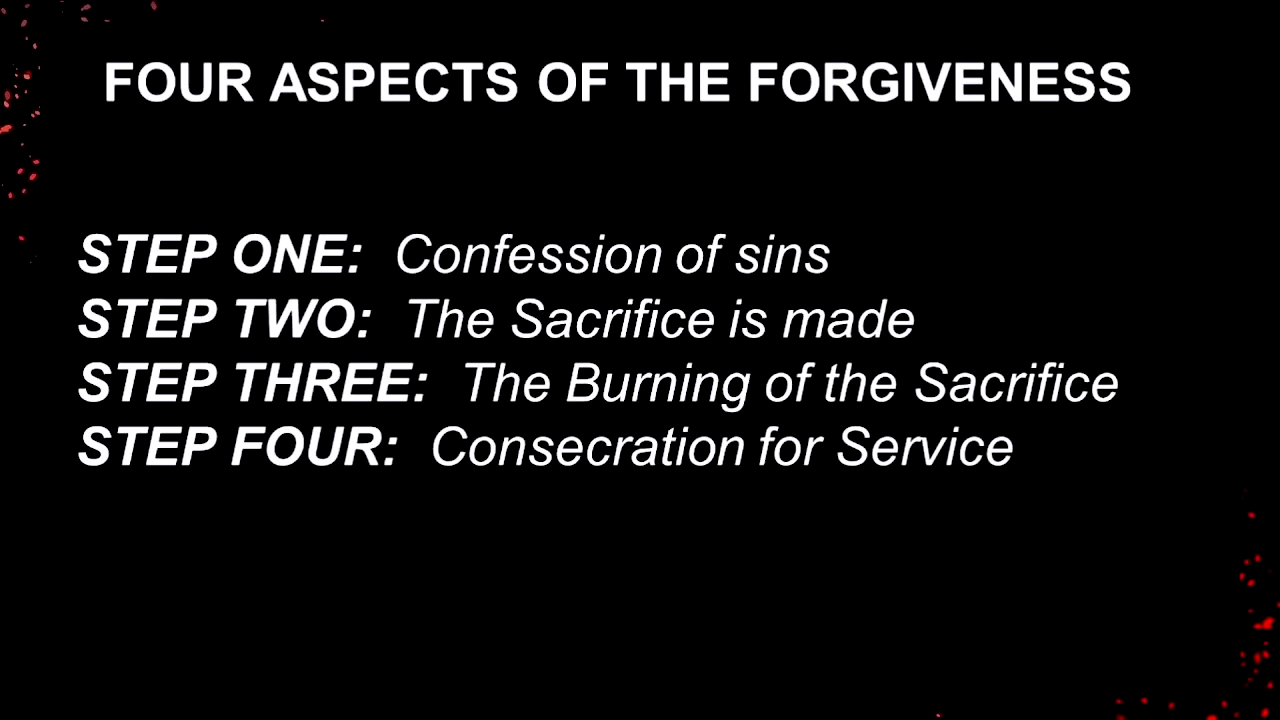 FOUR ASPECTS OF THE FORGIVENESS
STEP ONE: Confession of sins
STEP TWO: The Sacrifice is made
STEP THREE: The Burning of the Sacrifice
STEP FOUR: Consecration for Service